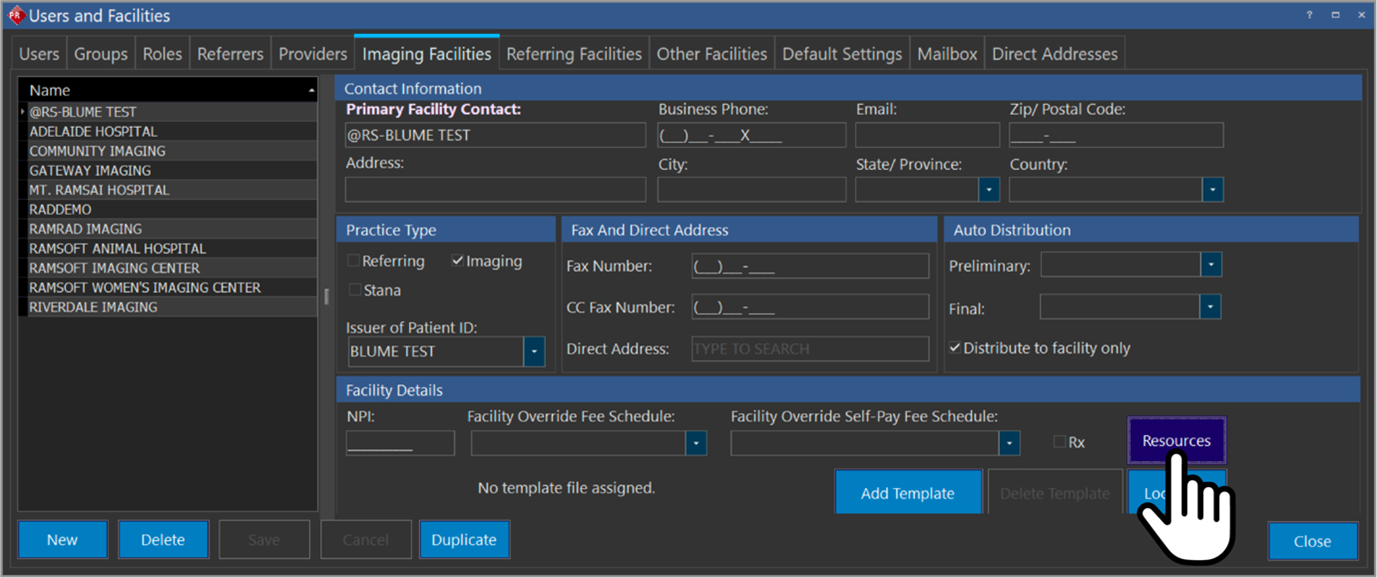 PR Users and Facilities ?
Users Groups Roles Referrers Providers Imaging Facilities Referring Facilities Other Facilities Default Settings Mailbox Direct Addresses
Name
@RS-BLUME TEST
ADELAIDE HOSPITAL
COMMUNITY IMAGING
GATEWAY IMAGING
MT. RAMSAI HOSPITAL
RADDEMO
RAMRAD IMAGING
RAMSOFT ANIMAL HOSPITAL
RAMSOFT IMAGING CENTER
RAMSOFT WOMEN'S IMAGING CENTER
RIVERDALE IMAGING
Contact Information
Primary Facility Contact: Business Phone: Email: Zip/ Postal Code:
@RS-BLUME TEST (__)__-___X____ ____-___
Address: City: State/ Province: Country:
Practice Type
Referring Imaging
Stana
Issuer of Patient ID:
BLUME TEST
Fax And Direct Address
Fax Number: (__)__-___
CC Fax Number: (__)__-___
Direct Address: TYPE TO SEARCH
Auto Distribution
Preliminary:
Final:
Distribute to facility only
Facility Details
NPI: Facility Override Fee Schedule: Facility Override Self-Pay Fee Schedule:
__________ Rx Resources
No template file assigned. Add Template Delete Template
New Delete Save Cancel Duplicate Close